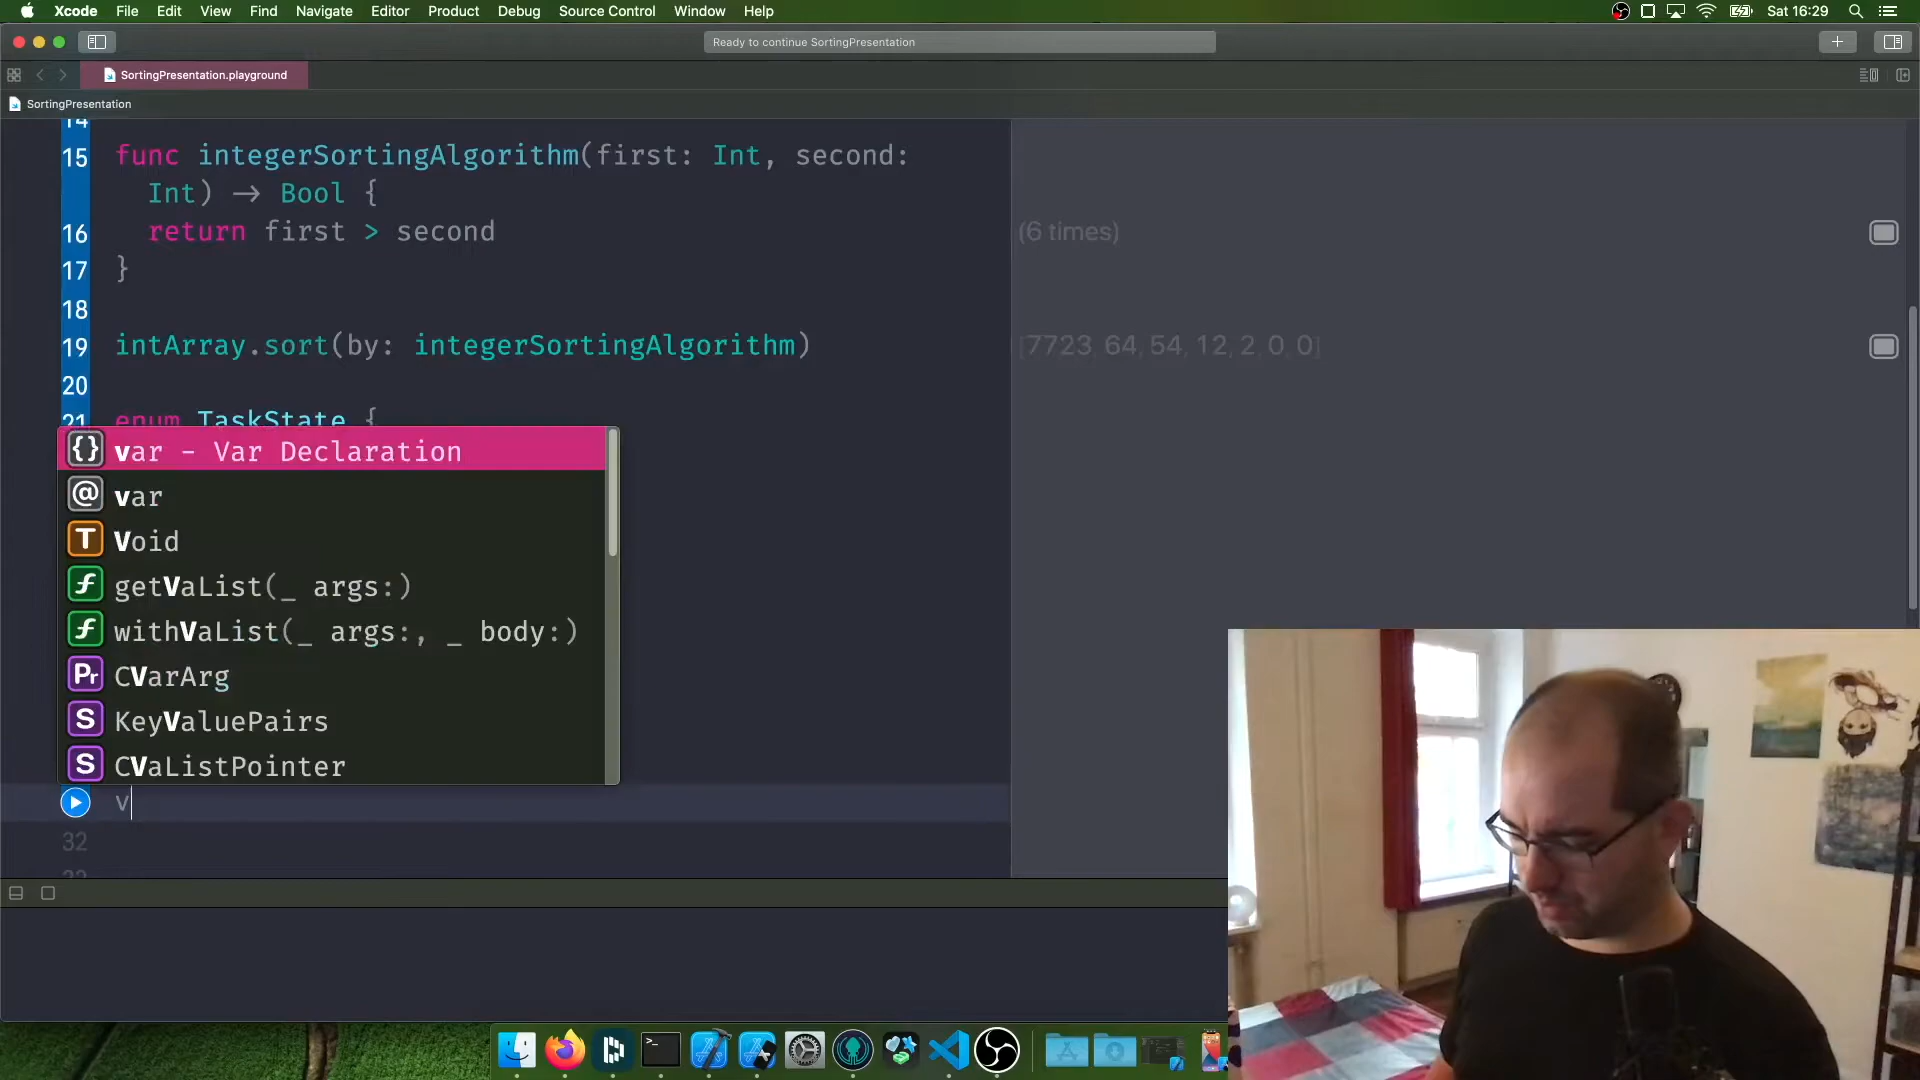 Xcode File Edit View Find Navigate Editor Product Debug Source Control Window Help Sat 16:29
Ready to continue SortingPresentation
SortingPresentation.playground
SortingPresentation
14
15 func integerSortingAlgorithm(first: Int, second:
Int) -> Bool {
16 return first > second (6 times)
17 }
18
19 intArray.sort(by: integerSortingAlgorithm) [7723, 64, 54, 12, 2, 0, 0]
20
21 enum TaskState {
{} var - Var Declaration
@ var
T Void
f getVaList(_ args:)
f withVaList(_ args:, _ body:)
Pr CVarArg
S KeyValuePairs
S CVaListPointer
v
32
33